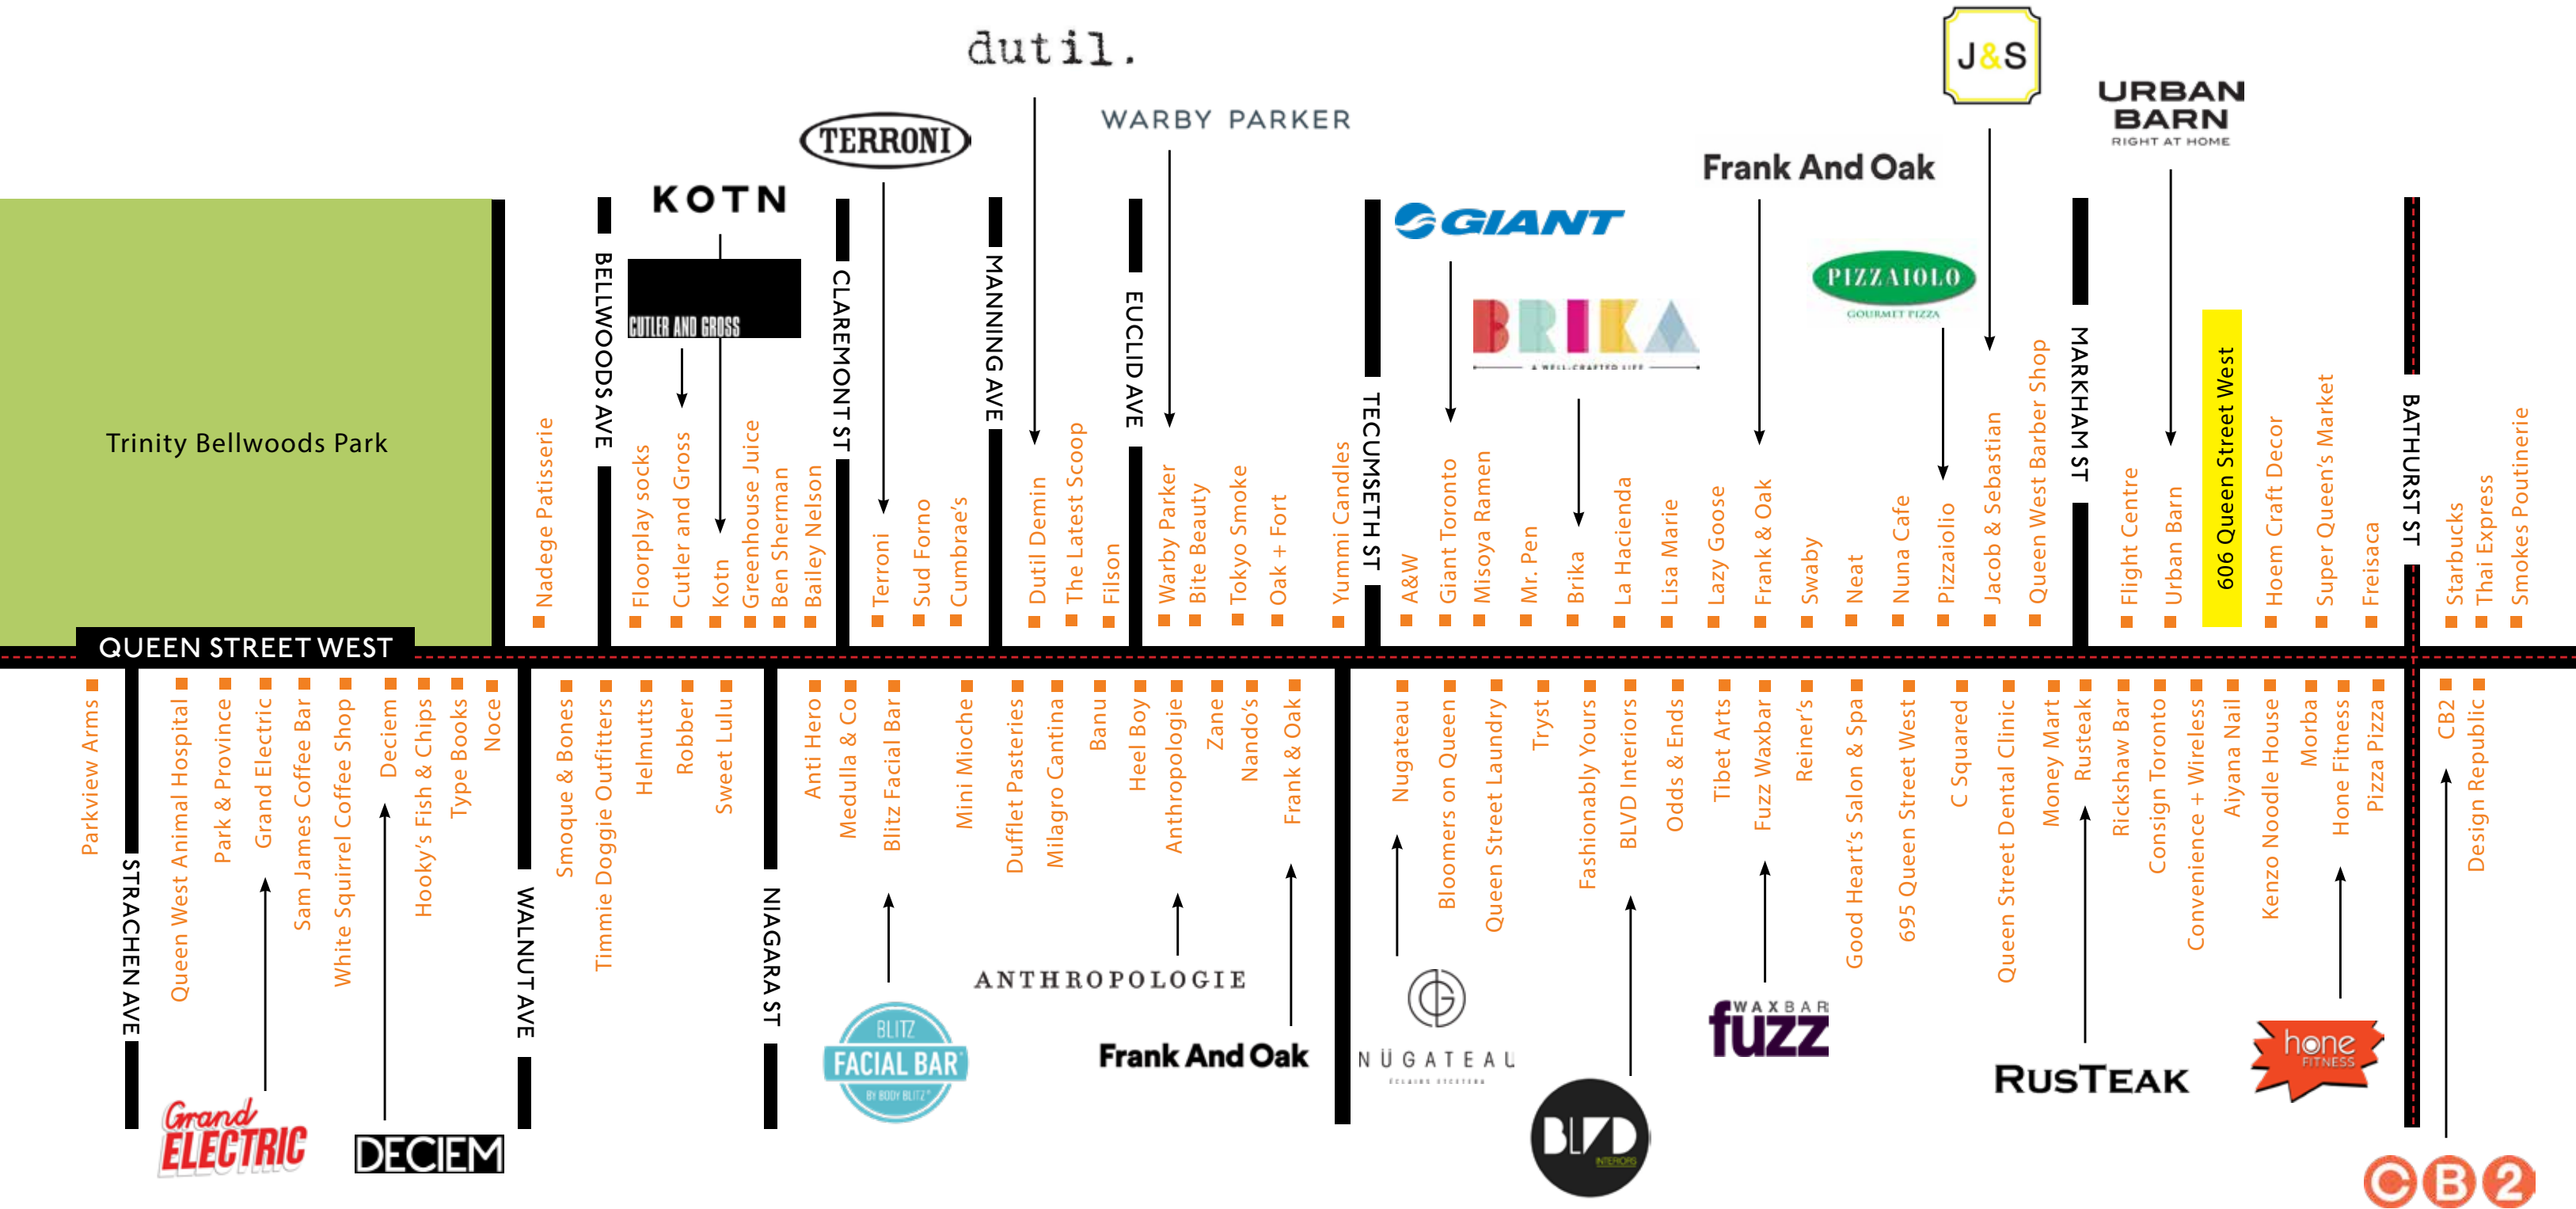 dutil.
J&S
URBAN
BARN
RIGHT AT HOME
WARBY PARKER
TERRONI
Frank And Oak
KOTN
GIANT
PIZZAIOLO
GOURMET PIZZA
BRIKA
A WELL-CRAFTED LIFE
CUTLER AND GROSS
Trinity Bellwoods Park
BELLWOODS AVE
CLAREMONT ST
MANNING AVE
EUCLID AVE
TECUMSETH ST
MARKHAM ST
BATHURST ST
Nadege Patisserie
Floorplay socks
Cutler and Gross
Kotn
Greenhouse Juice
Ben Sherman
Bailey Nelson
Terroni
Sud Forno
Cumbrae's
Dutil Demin
The Latest Scoop
Filson
Warby Parker
Bite Beauty
Tokyo Smoke
Oak + Fort
Yummi Candles
A&W
Giant Toronto
Misoya Ramen
Mr. Pen
Brika
La Hacienda
Lisa Marie
Lazy Goose
Frank & Oak
Swaby
Neat
Nuna Cafe
Pizzaiolio
Jacob & Sebastian
Queen West Barber Shop
Flight Centre
Urban Barn
606 Queen Street West
Hoem Craft Decor
Super Queen's Market
Freisaca
Starbucks
Thai Express
Smokes Poutinerie
QUEEN STREET WEST
Parkview Arms
STRACHEN AVE
Queen West Animal Hospital
Park & Province
Grand Electric
Sam James Coffee Bar
White Squirrel Coffee Shop
Deciem
Hooky's Fish & Chips
Type Books
Noce
WALNUT AVE
Smoque & Bones
Timmie Doggie Outfitters
Helmutts
Robber
Sweet Lulu
NIAGARA ST
Anti Hero
Medulla & Co
Blitz Facial Bar
Mini Mioche
Dufflet Pasteries
Milagro Cantina
Banu
Heel Boy
Anthropologie
Zane
Nando's
Frank & Oak
Nugateau
Bloomers on Queen
Queen Street Laundry
Tryst
Fashionably Yours
BLVD Interiors
Odds & Ends
Tibet Arts
Fuzz Waxbar
Reiner's
Good Heart's Salon & Spa
695 Queen Street West
C Squared
Queen Street Dental Clinic
Money Mart
Rusteak
Rickshaw Bar
Consign Toronto
Convenience + Wireless
Aiyana Nail
Kenzo Noodle House
Morba
Hone Fitness
Pizza Pizza
CB2
Design Republic
Grand
ELECTRIC
DECIEM
BLITZ
FACIAL BAR
BY BODY BLITZ
ANTHROPOLOGIE
Frank And Oak
NÜGATEAU
ÉCLAIRS ETCETERA
BLVD
INTERIORS
WAXBAR
fuzz
RUSTEAK
hone
FITNESS
CB2